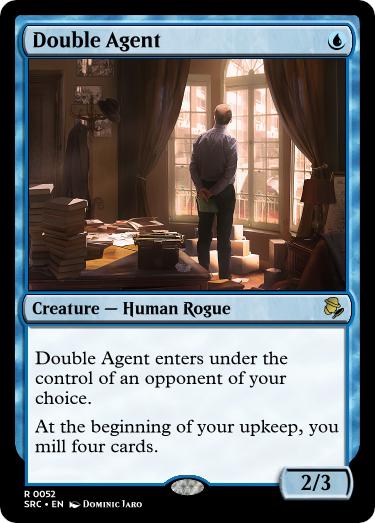 Double Agent
Creature — Human Rogue
Double Agent enters under the
control of an opponent of your
choice.
At the beginning of your upkeep, you
mill four cards.
2/3
R 0052
SRC • EN Dominic Jaro